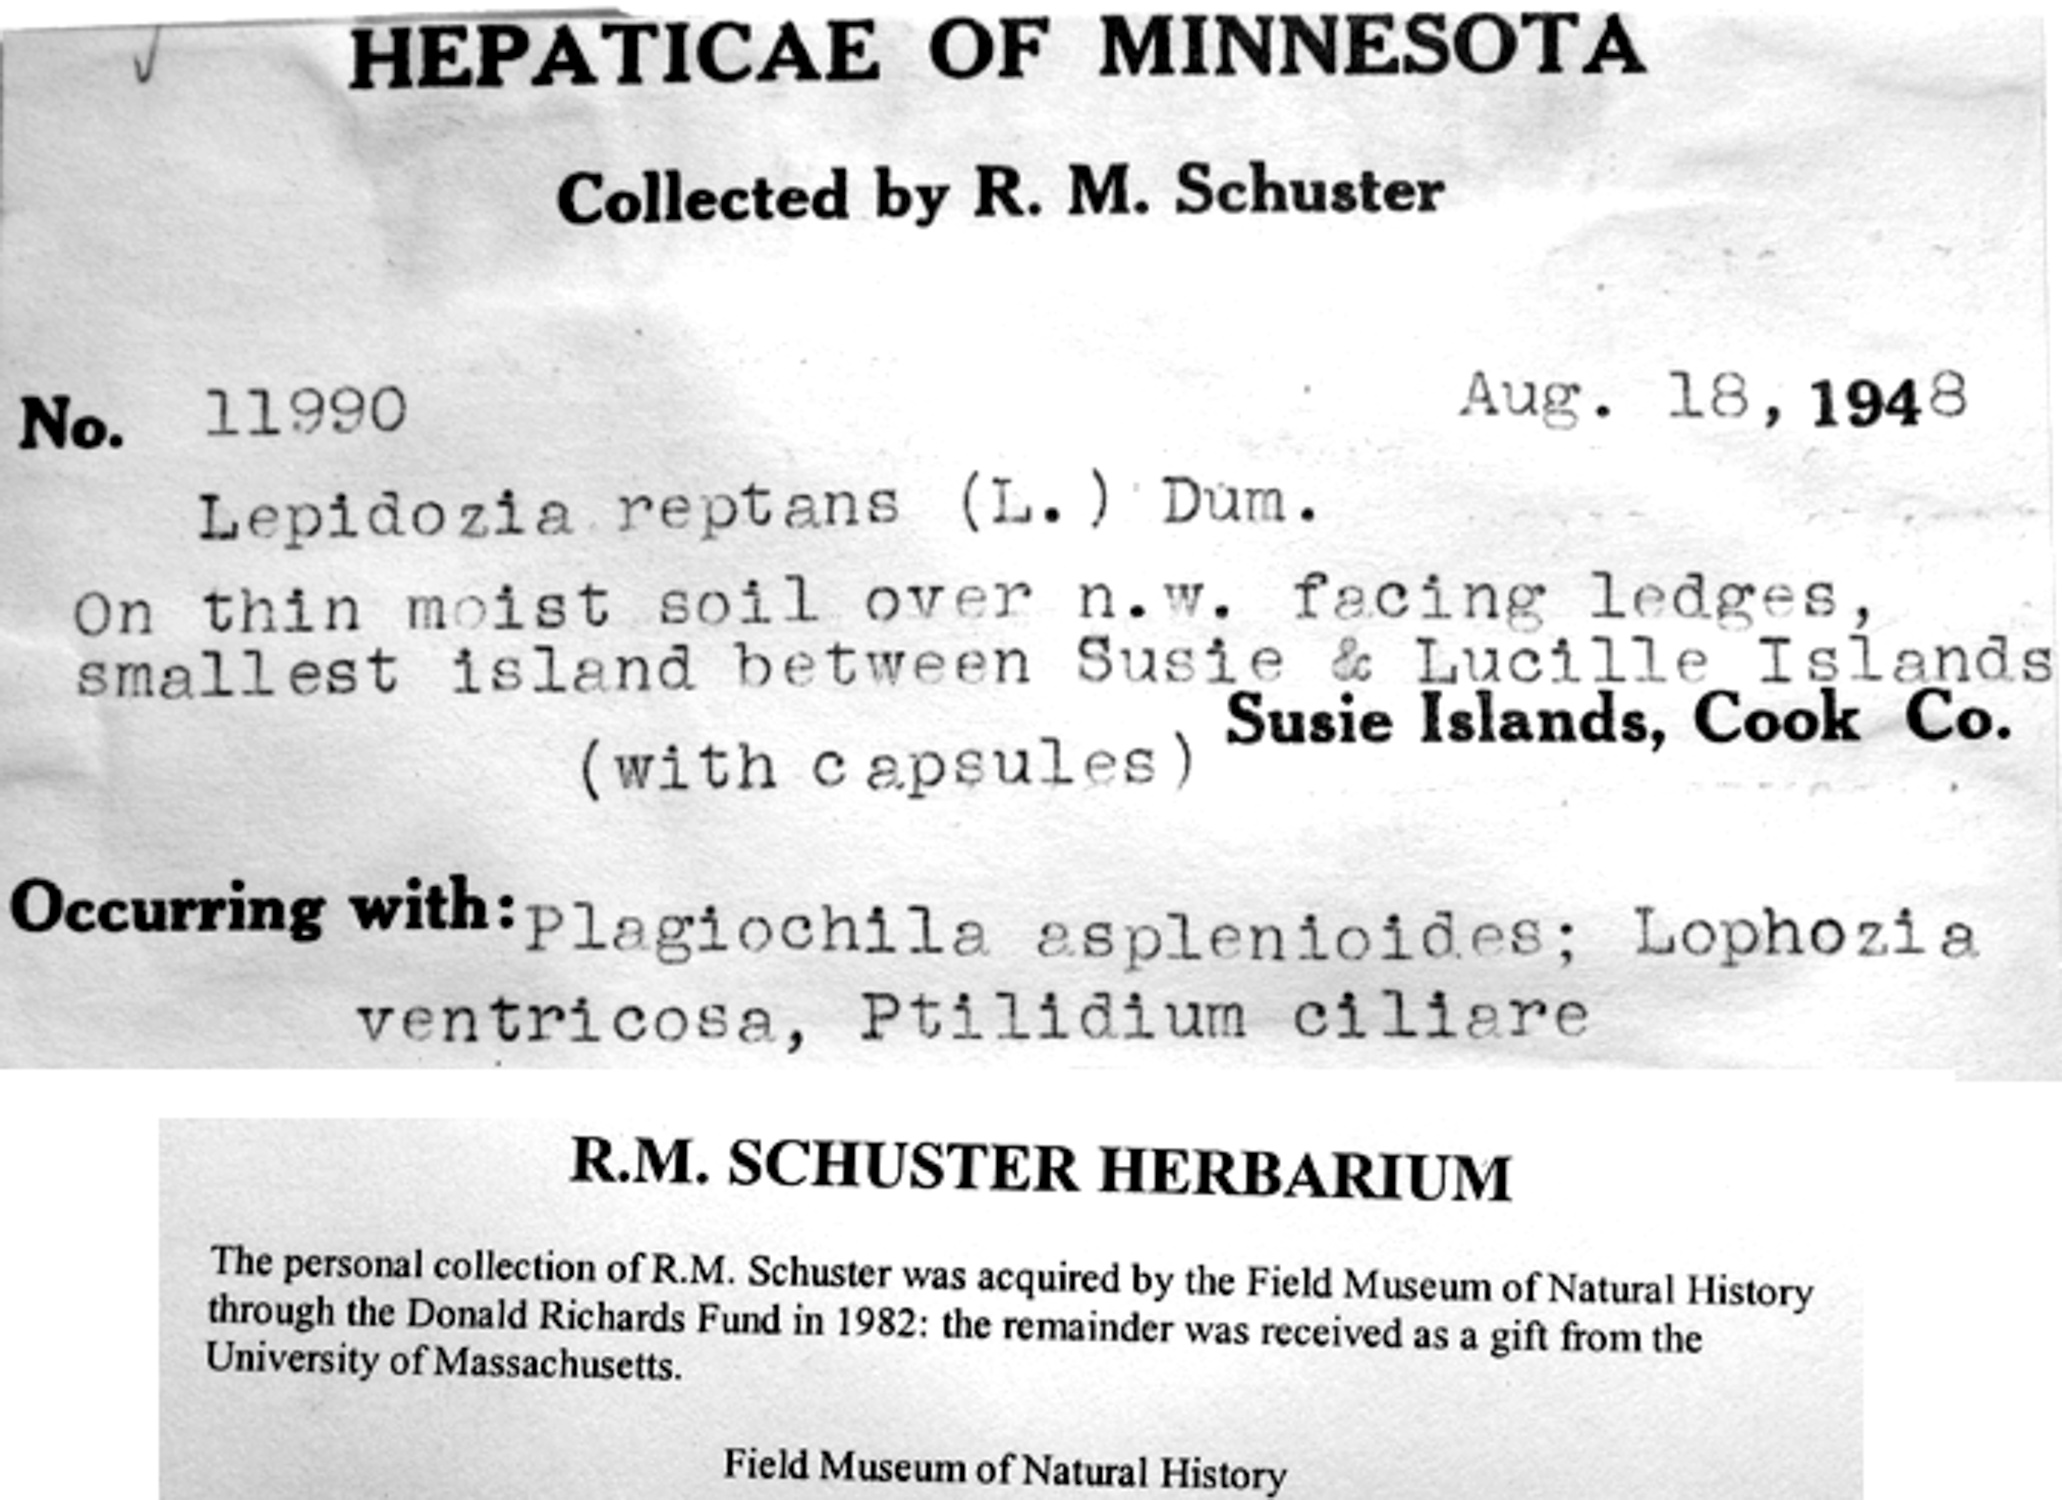 HEPATICAE OF MINNESOTA
Collected by R. M. Schuster
No. 11990 Aug. 18, 1948
Lepidozia reptans (L.) Dum.
On thin moist soil over n.w. facing ledges,
smallest island between Susie & Lucille Islands
Susie Islands, Cook Co.
(with capsules)
Occurring with: Plagiochila asplenioides; Lophozia
ventricosa, Ptilidium ciliare
R.M. SCHUSTER HERBARIUM
The personal collection of R.M. Schuster was acquired by the Field Museum of Natural History
through the Donald Richards Fund in 1982: the remainder was received as a gift from the
University of Massachusetts.
Field Museum of Natural History